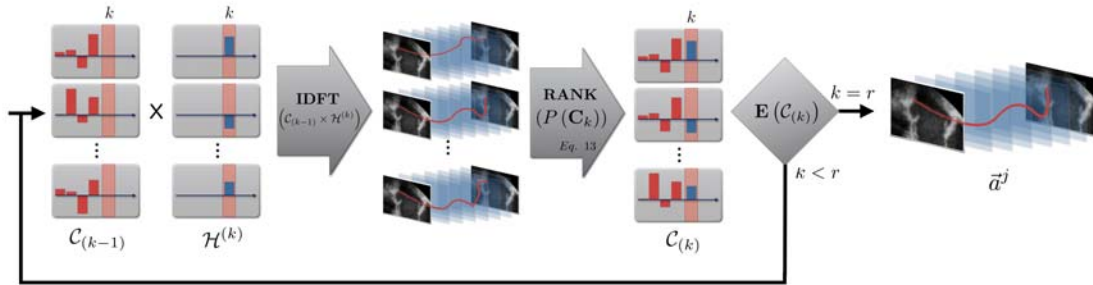 k
k
k
X
IDFT
(C(k−1) × H(k))
RANK
(P (Ck))
Eq. 13
E (C(k))
k = r
k < r
C(k−1)
H(k)
C(k)
a⃗j